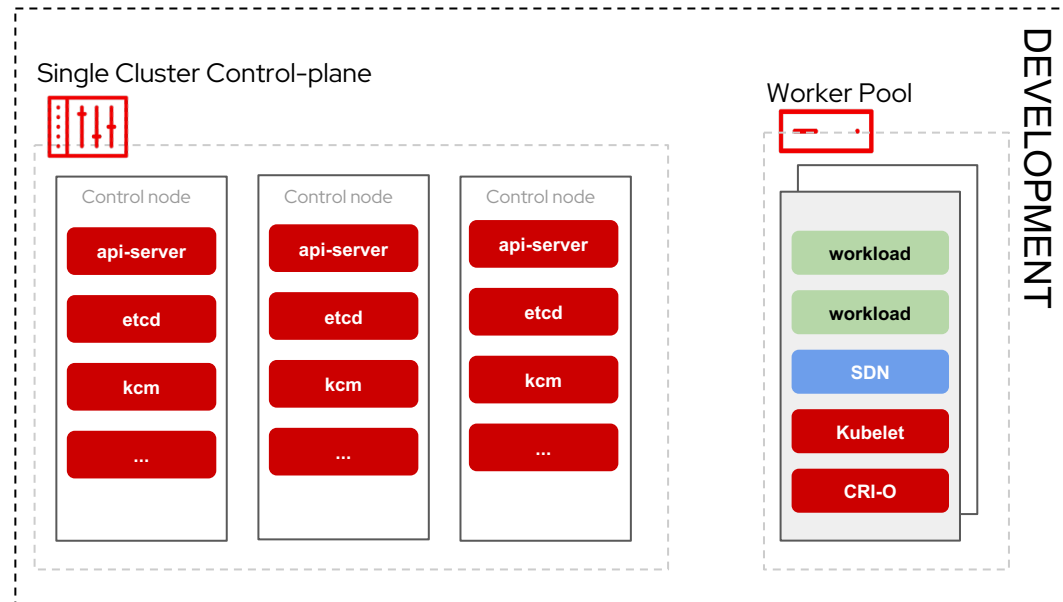 Single Cluster Control-plane
Control node
api-server
etcd
kcm
...
Control node
api-server
etcd
kcm
...
Control node
api-server
etcd
kcm
...
Worker Pool
workload
workload
SDN
Kubelet
CRI-O
DEVELOPMENT